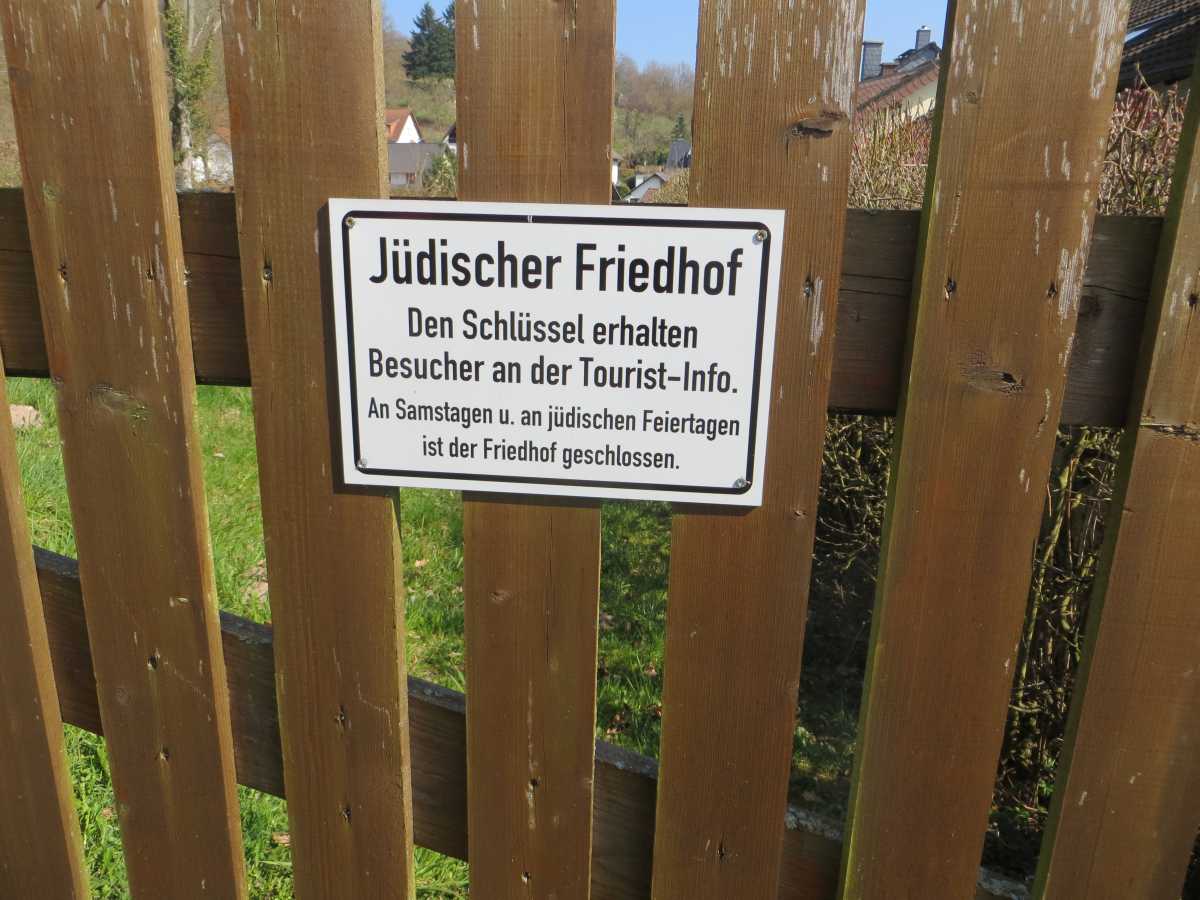 Jüdischer Friedhof
Den Schlüssel erhalten
Besucher an der Tourist-Info.
An Samstagen u. an jüdischen Feiertagen
ist der Friedhof geschlossen.